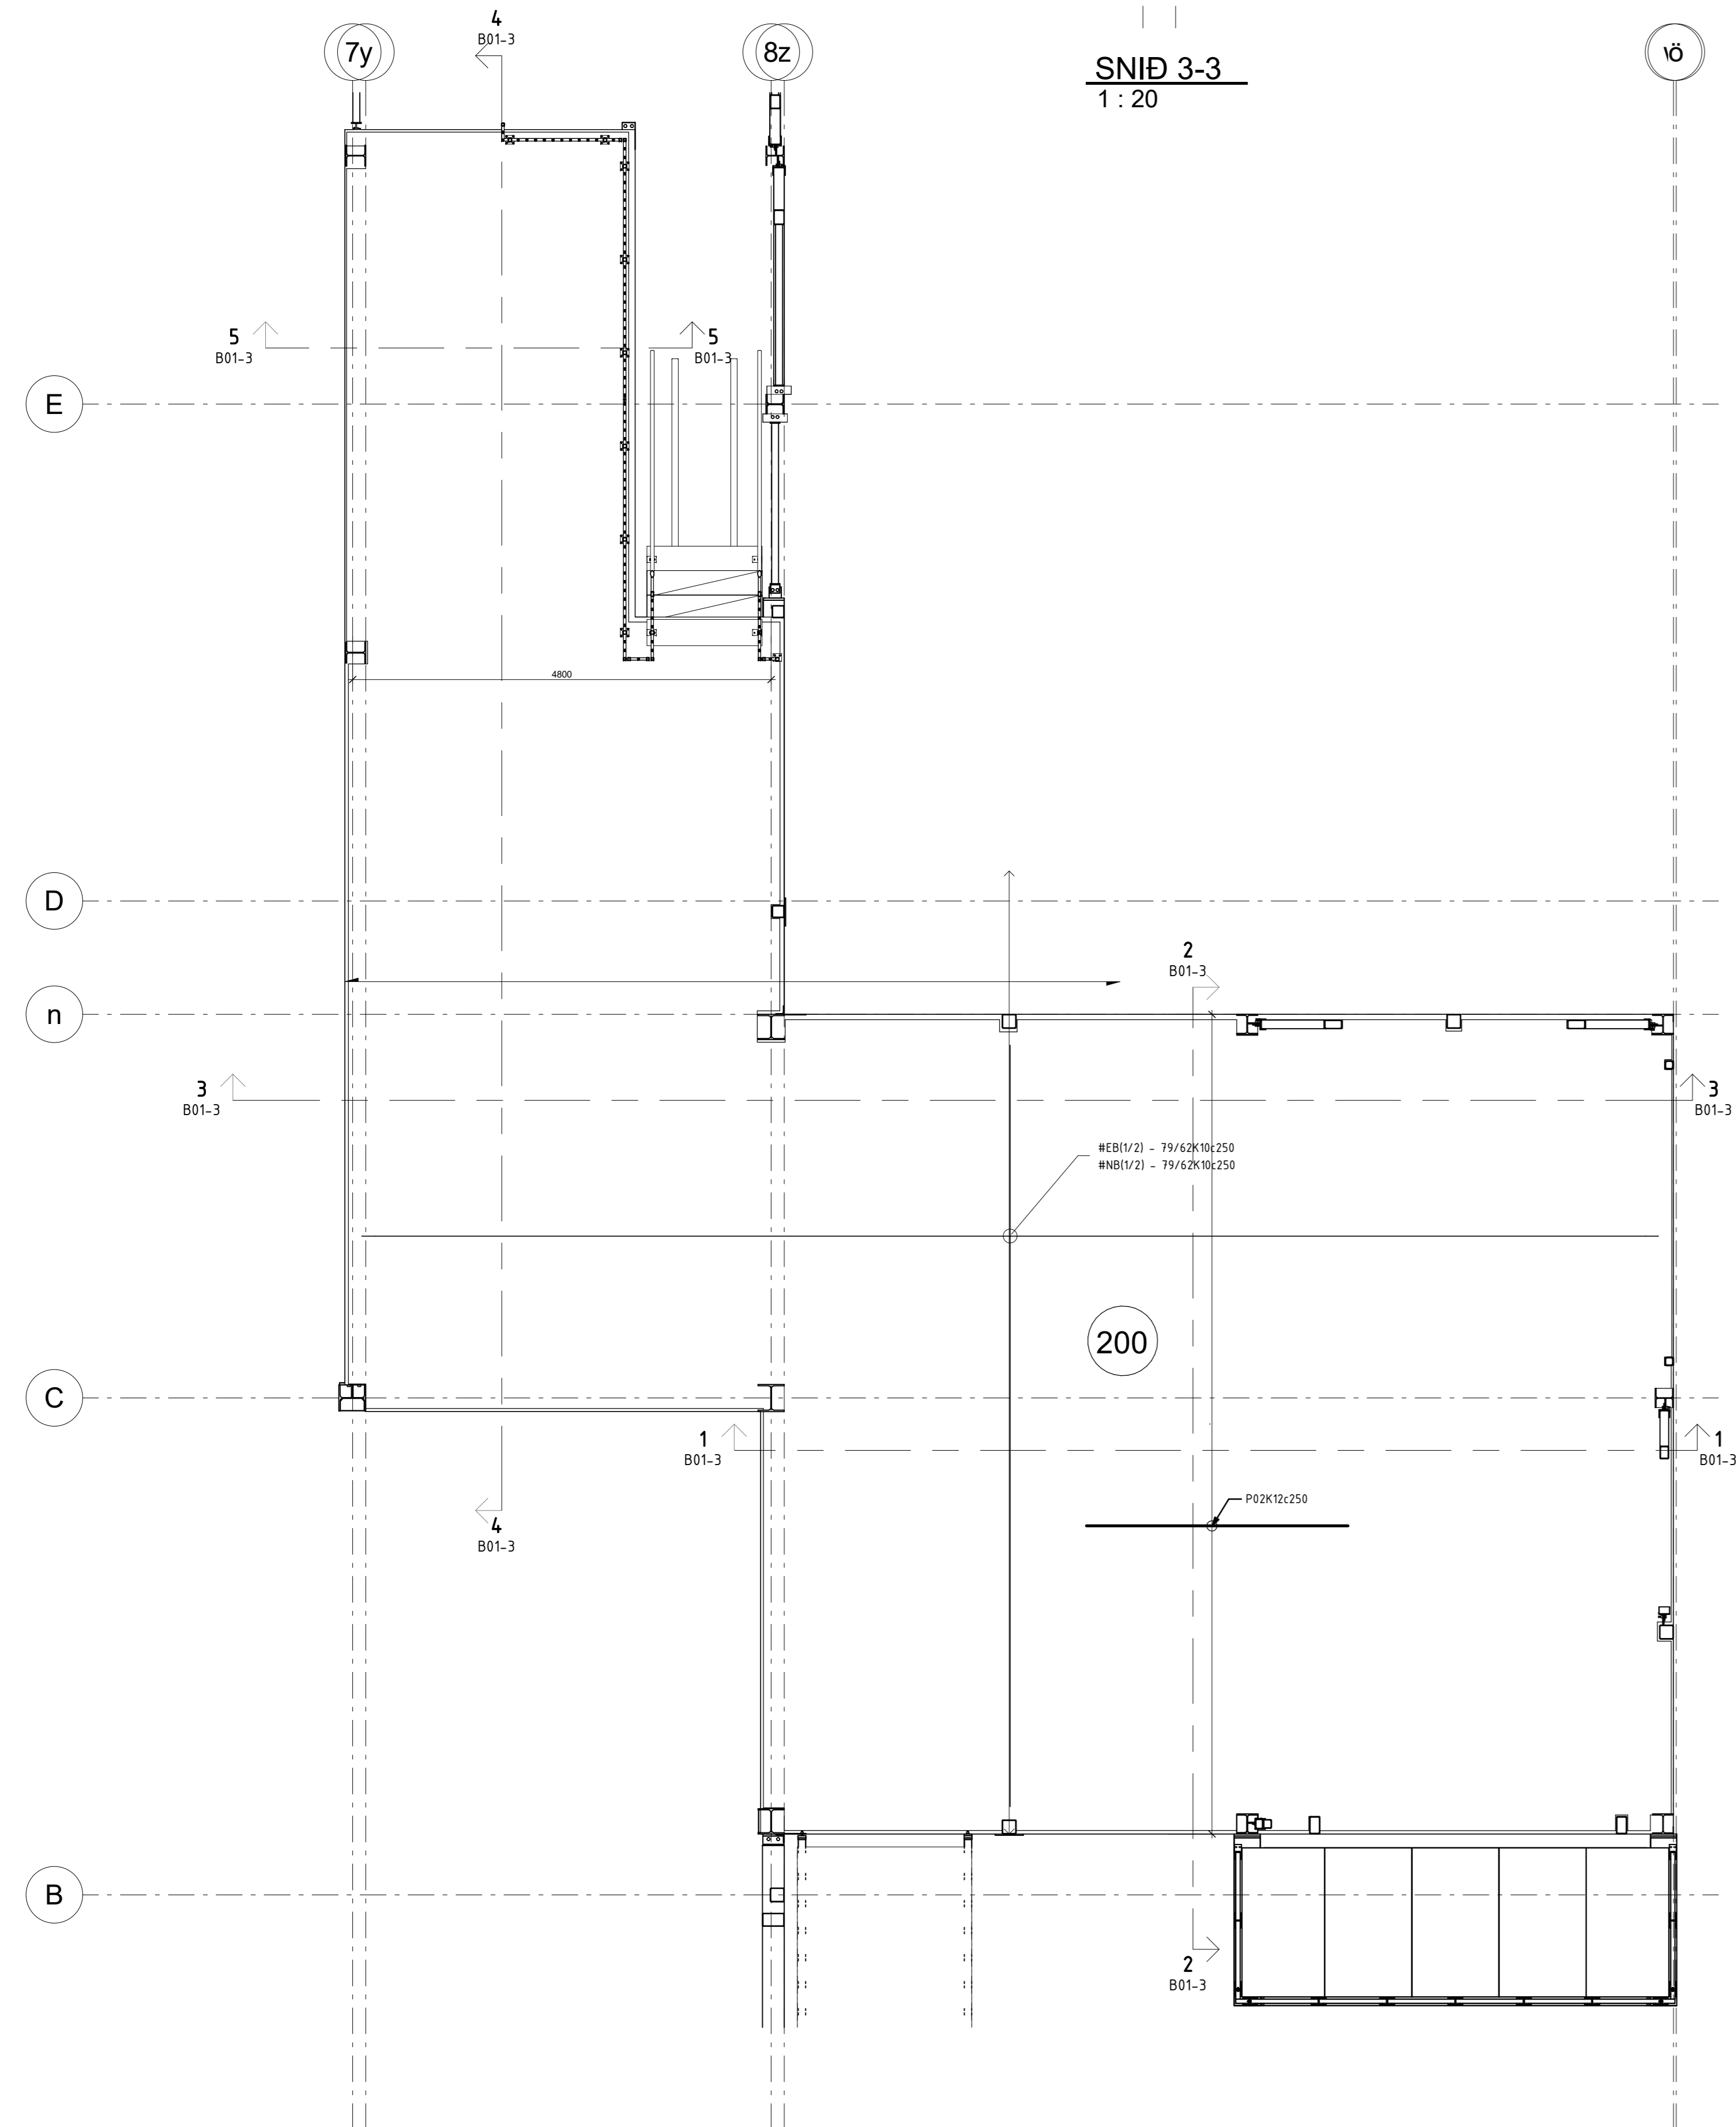 4
B01-3
7y
8z
\ö
SNIÐ 3-3
1 : 20
5
B01-3
5
B01-3
E
4800
D
2
B01-3
n
3
B01-3
3
B01-3
#EB(1/2) - 79/62K10c250
#NB(1/2) - 79/62K10c250
200
C
1
B01-3
1
B01-3
P02K12c250
4
B01-3
B
2
B01-3